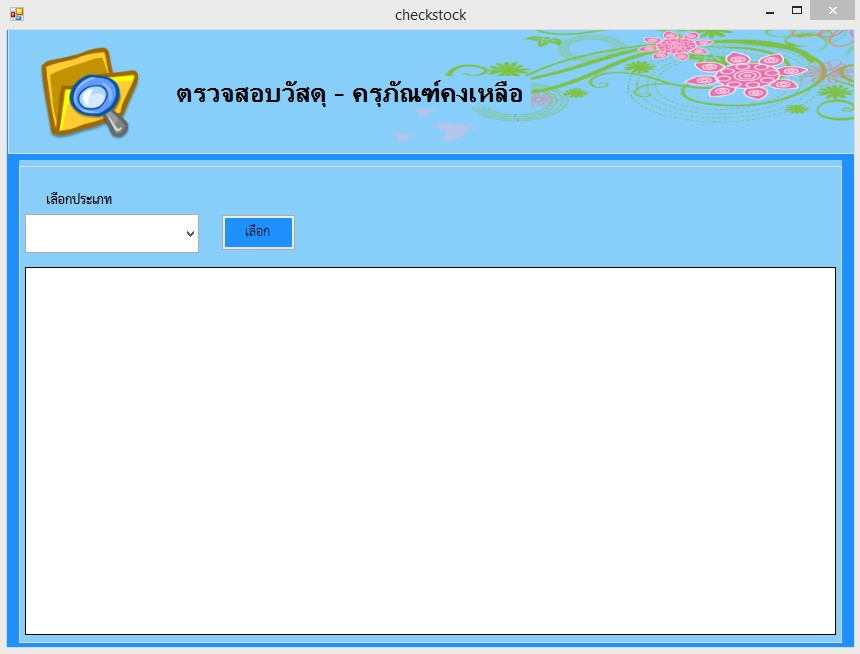 checkstock
ตรวจสอบวัสดุ - ครุภัณฑ์คงเหลือ
เลือกประเภท
เลือก